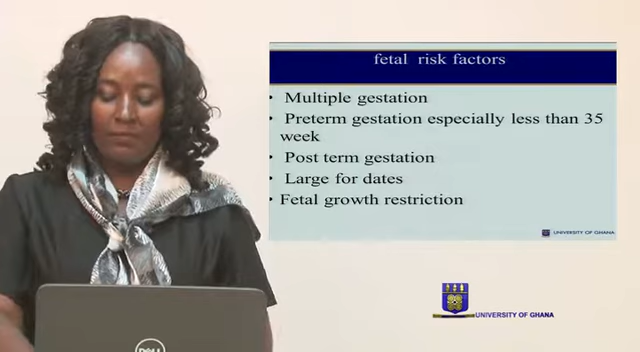 fetal risk factors
• Multiple gestation
• Preterm gestation especially less than 35
week
• Post term gestation
• Large for dates
• Fetal growth restriction
UNIVERSITY OF GHANA
UNIVERSITY OF GHANA
DELL